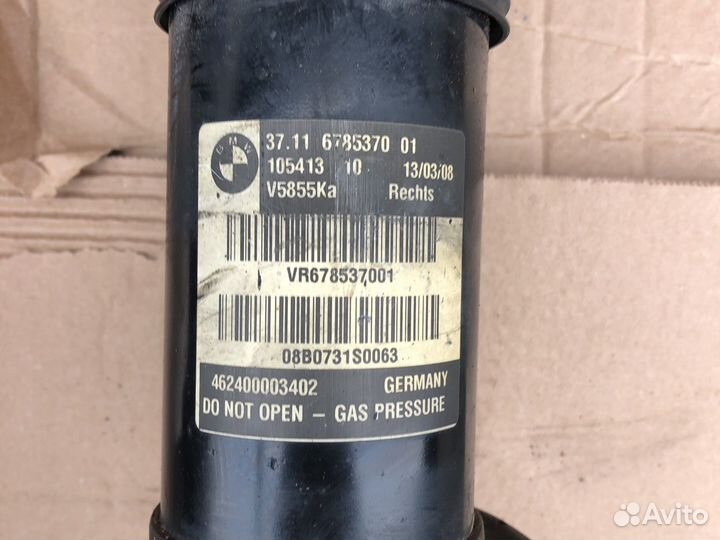 BMW
37.11 6785370 01
105413 10 13/03/08
V5855Ka Rechts
VR678537001
08B0731S0063
462400003402 GERMANY
DO NOT OPEN – GAS PRESSURE
Avito